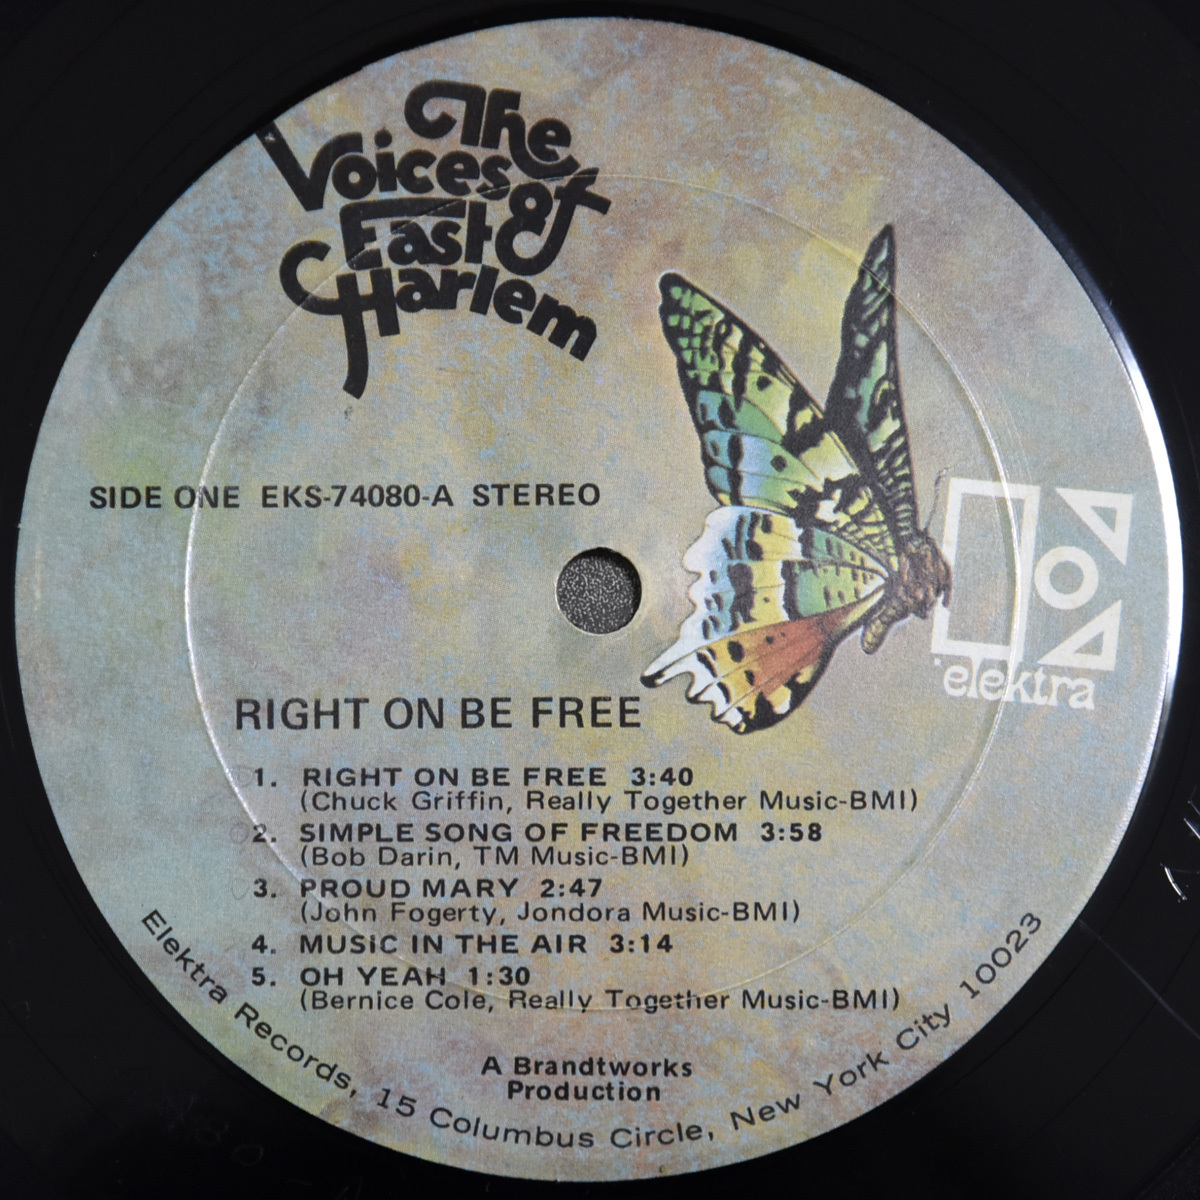 The
Voices of
East
Harlem
SIDE ONE EKS-74080-A STEREO
elektra
RIGHT ON BE FREE
1. RIGHT ON BE FREE 3:40
(Chuck Griffin, Really Together Music-BMI)
2. SIMPLE SONG OF FREEDOM 3:58
(Bob Darin, TM Music-BMI)
3. PROUD MARY 2:47
(John Fogerty, Jondora Music-BMI)
4. MUSIC IN THE AIR 3:14
5. OH YEAH 1:30
(Bernice Cole, Really Together Music-BMI)
A Brandtworks
Production
Elektra Records, 15 Columbus Circle, New York City 10023